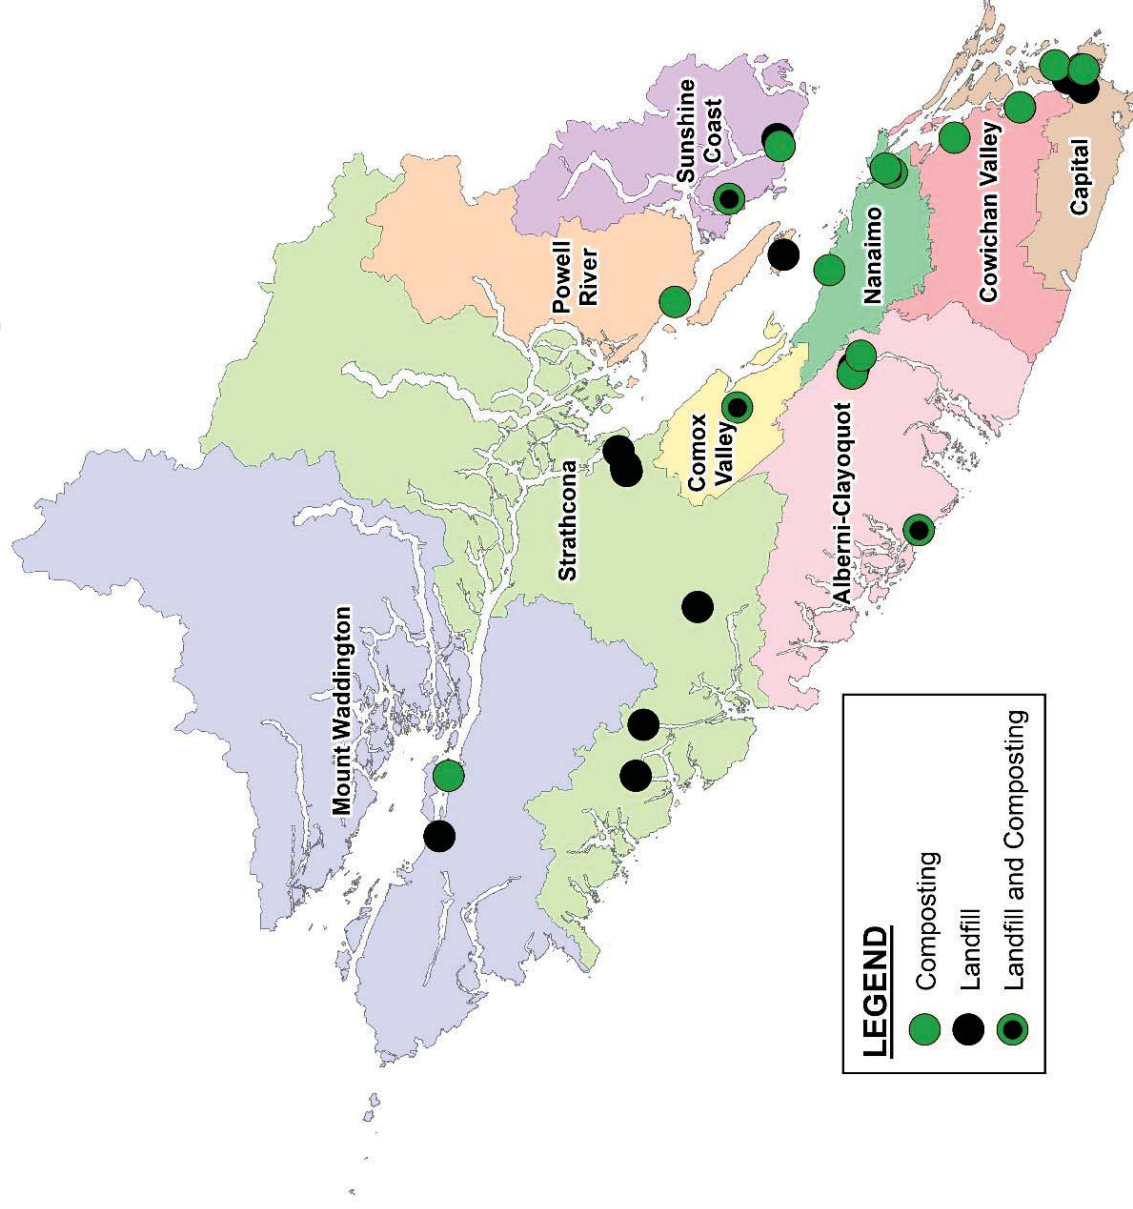 Mount Waddington
Strathcona
Powell
River
Sunshine
Coast
Comox
Valley
Alberni-Clayoquot
Nanaimo
Cowichan Valley
Capital
LEGEND
Composting
Landfill
Landfill and Composting